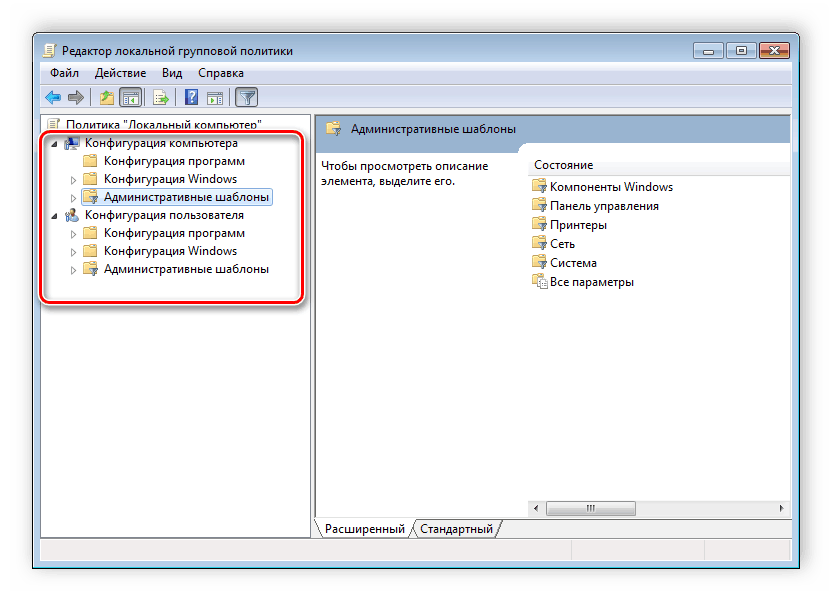 Редактор локальной групповой политики
Файл Действие Вид Справка
Политика "Локальный компьютер"
Конфигурация компьютера
Конфигурация программ
Конфигурация Windows
Административные шаблоны
Конфигурация пользователя
Конфигурация программ
Конфигурация Windows
Административные шаблоны
Административные шаблоны
Чтобы просмотреть описание
элемента, выделите его.
Состояние
Компоненты Windows
Панель управления
Принтеры
Сеть
Система
Все параметры
Расширенный Стандартный